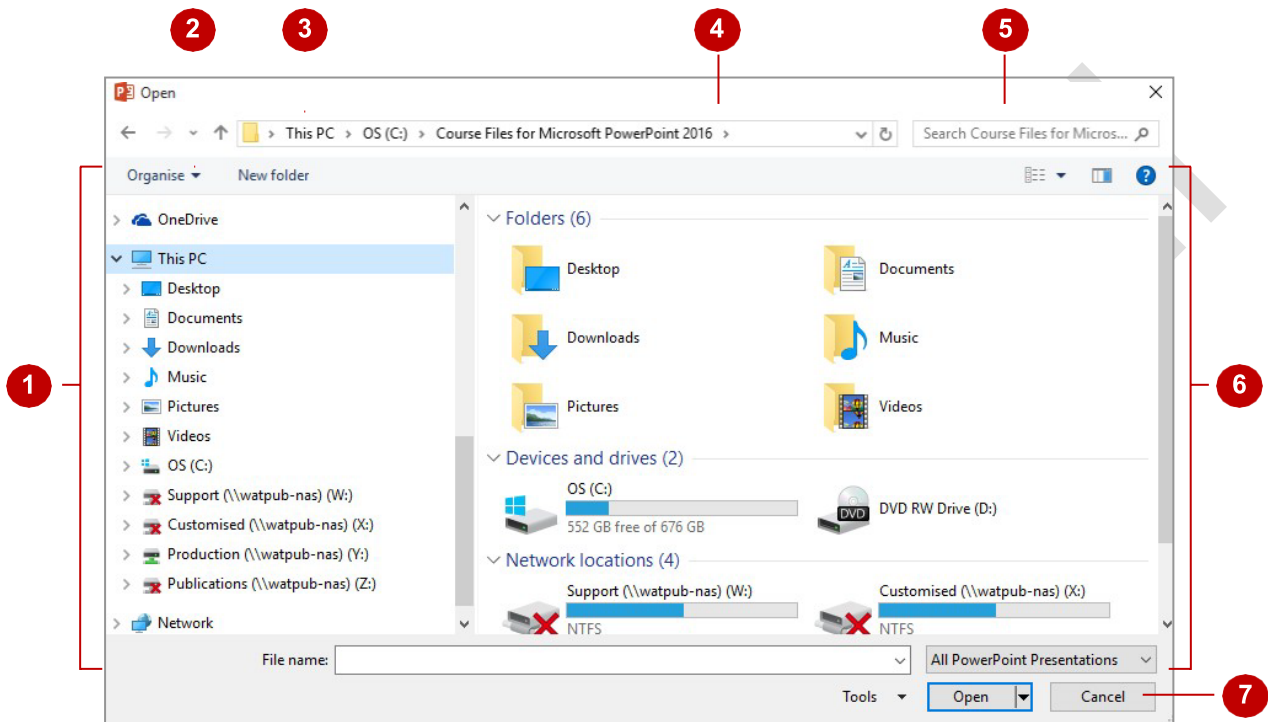 2 3 4 5
Open
This PC > OS (C:) > Course Files for Microsoft PowerPoint 2016 >
Search Course Files for Micros...
Organise New folder
?
OneDrive
This PC
Desktop
Documents
Downloads
Music
Pictures
Videos
OS (C:)
Support (\\watpub-nas) (W:)
Customised (\\watpub-nas) (X:)
Production (\\watpub-nas) (Y:)
Publications (\\watpub-nas) (Z:)
Network
Folders (6)
Desktop Documents
Downloads Music
Pictures Videos
Devices and drives (2)
OS (C:)
552 GB free of 676 GB
DVD
DVD RW Drive (D:)
Network locations (4)
Support (\\watpub-nas) (W:) Customised (\\watpub-nas) (X:)
NTFS NTFS
1
6
File name: All PowerPoint Presentations
Tools Open Cancel
7